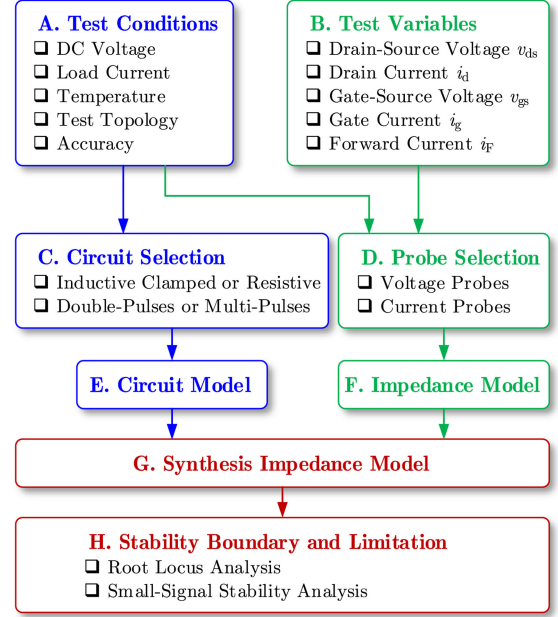 A. Test Conditions
❑ DC Voltage
❑ Load Current
❑ Temperature
❑ Test Topology
❑ Accuracy
B. Test Variables
❑ Drain-Source Voltage vds
❑ Drain Current id
❑ Gate-Source Voltage vgs
❑ Gate Current ig
❑ Forward Current iF
C. Circuit Selection
❑ Inductive Clamped or Resistive
❑ Double-Pulses or Multi-Pulses
D. Probe Selection
❑ Voltage Probes
❑ Current Probes
E. Circuit Model
F. Impedance Model
G. Synthesis Impedance Model
H. Stability Boundary and Limitation
❑ Root Locus Analysis
❑ Small-Signal Stability Analysis